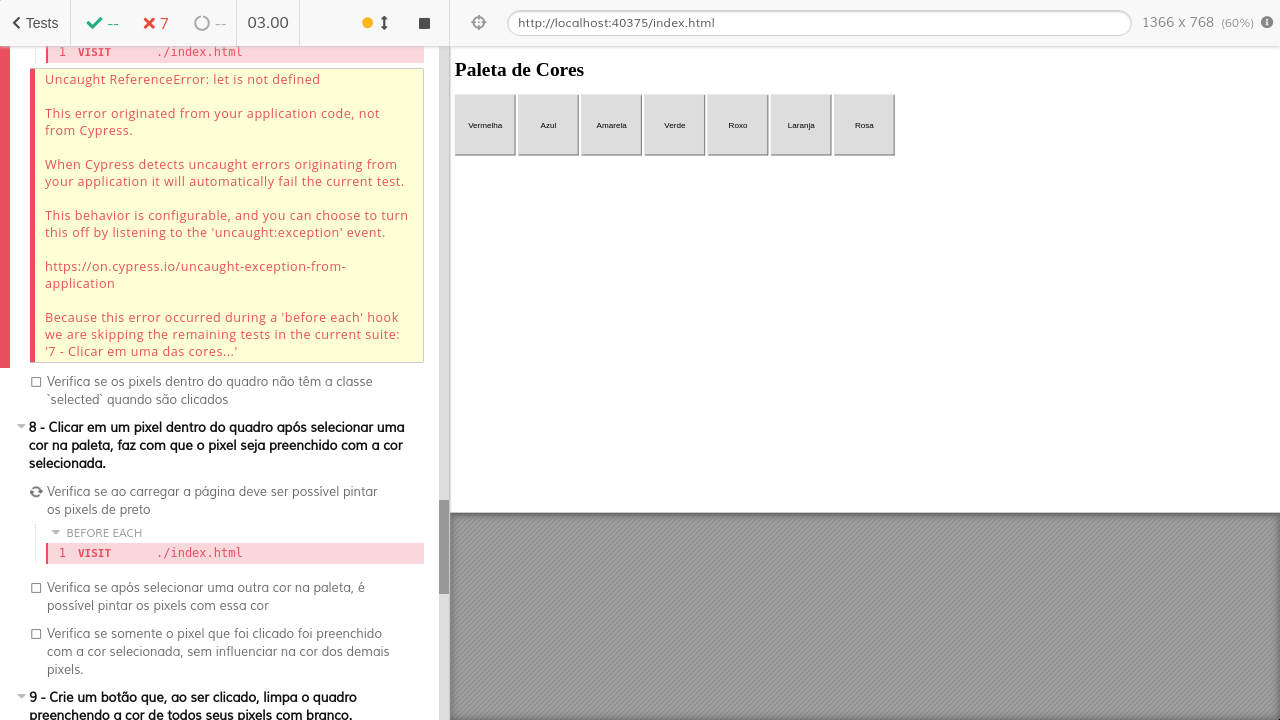 Tests
--
7
--
03.00
http://localhost:40375/index.html
1366 x 768 (60%)
1 VISIT ./index.html
Uncaught ReferenceError: let is not defined
This error originated from your application code, not
from Cypress.
When Cypress detects uncaught errors originating from
your application it will automatically fail the current test.
This behavior is configurable, and you can choose to turn
this off by listening to the 'uncaught:exception' event.
https://on.cypress.io/uncaught-exception-from-
application
Because this error occurred during a 'before each' hook
we are skipping the remaining tests in the current suite:
'7 - Clicar em uma das cores...'
Verifica se os pixels dentro do quadro não têm a classe
`selected` quando são clicados
8 - Clicar em um pixel dentro do quadro após selecionar uma
cor na paleta, faz com que o pixel seja preenchido com a cor
selecionada.
Verifica se ao carregar a página deve ser possível pintar
os pixels de preto
BEFORE EACH
1 VISIT ./index.html
Verifica se após selecionar uma outra cor na paleta, é
possível pintar os pixels com essa cor
Verifica se somente o pixel que foi clicado foi preenchido
com a cor selecionada, sem influenciar na cor dos demais
pixels.
9 - Crie um botão que, ao ser clicado, limpa o quadro
preenchendo a cor de todos seus pixels com branco.
Paleta de Cores
Vermelha
Azul
Amarela
Verde
Roxo
Laranja
Rosa